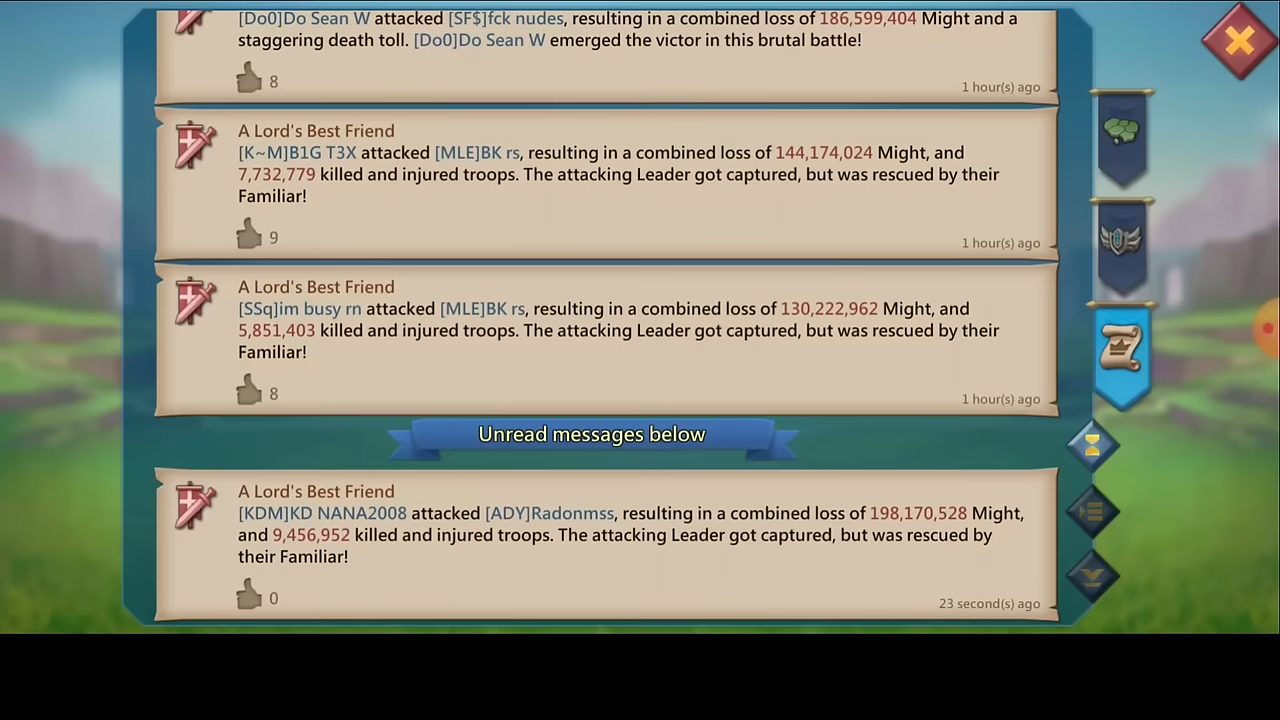 [Do0]Do Sean W attacked [SF$]fck nudes, resulting in a combined loss of 186,599,404 Might and a
staggering death toll. [Do0]Do Sean W emerged the victor in this brutal battle!
8
1 hour(s) ago
A Lord's Best Friend
[K~M]B1G T3X attacked [MLE]BK rs, resulting in a combined loss of 144,174,024 Might, and
7,732,779 killed and injured troops. The attacking Leader got captured, but was rescued by their
Familiar!
9
1 hour(s) ago
A Lord's Best Friend
[SSq]im busy rn attacked [MLE]BK rs, resulting in a combined loss of 130,222,962 Might, and
5,851,403 killed and injured troops. The attacking Leader got captured, but was rescued by their
Familiar!
8
1 hour(s) ago
Unread messages below
A Lord's Best Friend
[KDM]KD NANA2008 attacked [ADY]Radonmss, resulting in a combined loss of 198,170,528 Might,
and 9,456,952 killed and injured troops. The attacking Leader got captured, but was rescued by
their Familiar!
0
23 second(s) ago